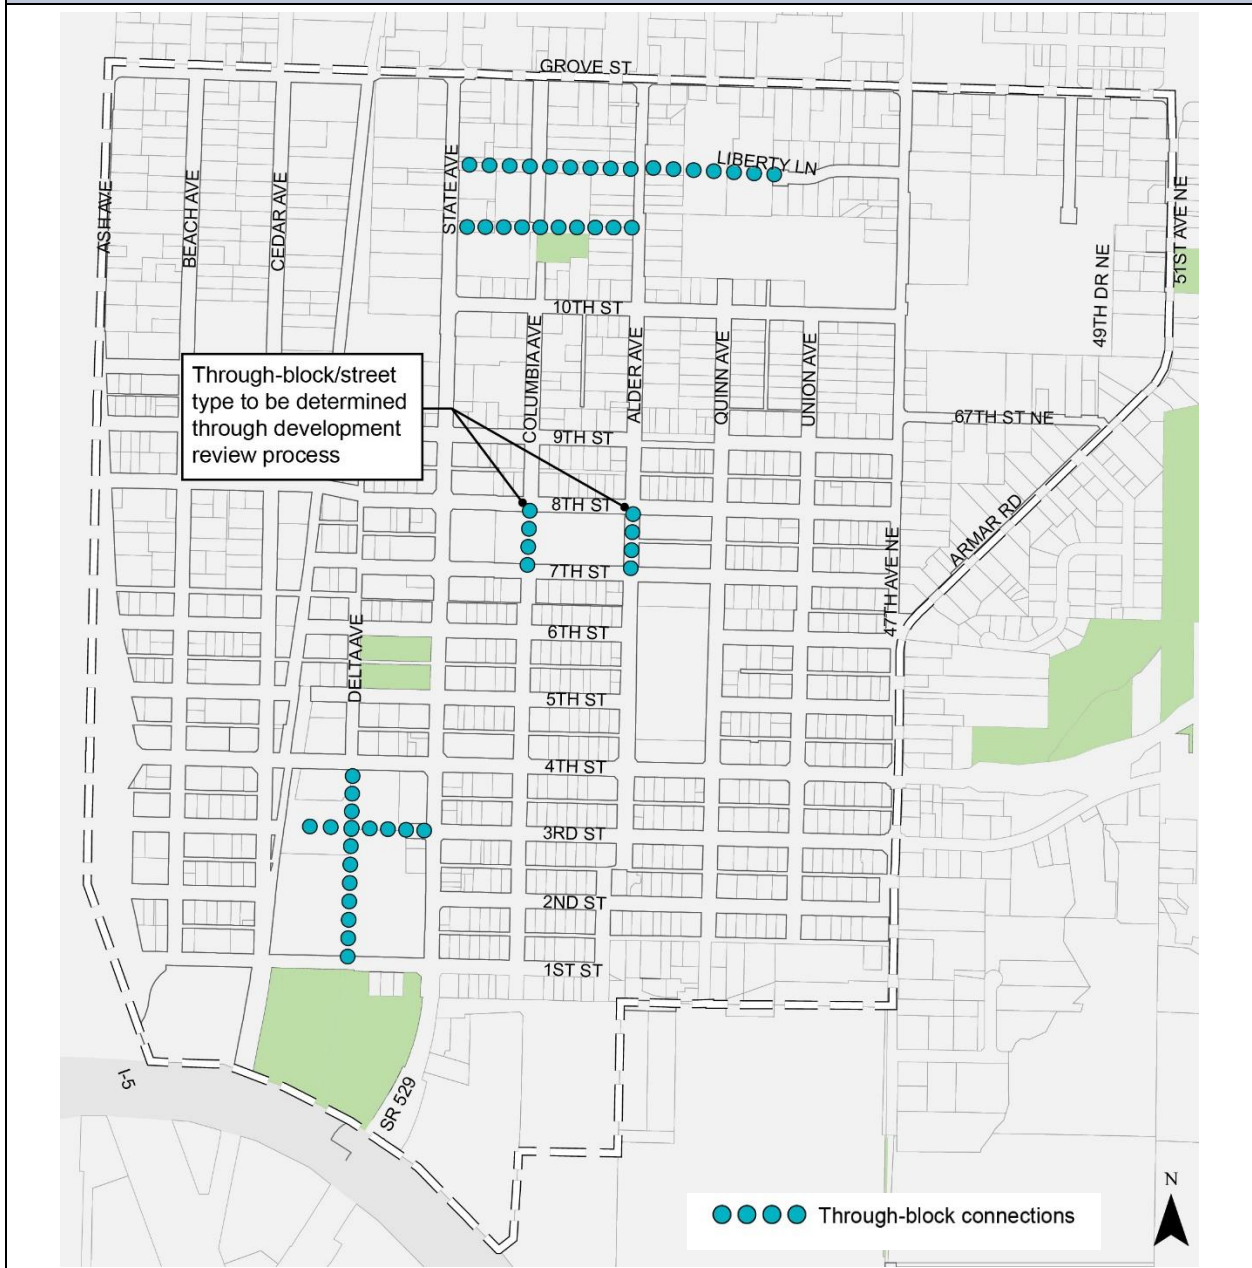 GROVE ST
LIBERTY LN
STATE AVE
ASH AVE
BEACH AVE
CEDAR AVE
51ST AVE NE
49TH DR NE
10TH ST
COLUMBIA AVE
ALDER AVE
QUINN AVE
UNION AVE
Through-block/street
type to be determined
through development
review process
67TH ST NE
9TH ST
8TH ST
ARMAR RD
47TH AVE NE
7TH ST
6TH ST
DELTA AVE
5TH ST
4TH ST
3RD ST
2ND ST
1ST ST
I-5
SR 529
N
Through-block connections